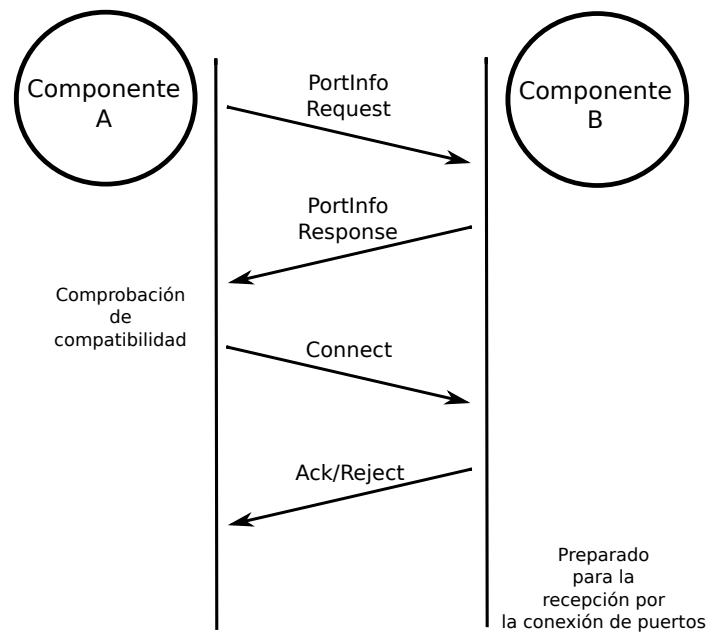 Componente
A
Componente
B
PortInfo
Request
PortInfo
Response
Comprobación
de
compatibilidad
Connect
Ack/Reject
Preparado
para la
recepción por
la conexión de puertos